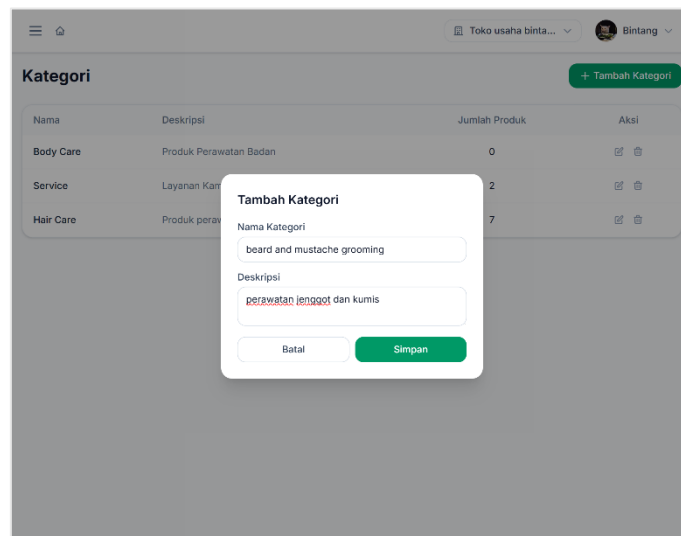 Toko usaha binta...
Bintang
Kategori
+ Tambah Kategori
Nama Deskripsi Jumlah Produk Aksi
Body Care Produk Perawatan Badan 0
Service Layanan 2
Hair Care Produk 7
Tambah Kategori
Nama Kategori
beard and mustache grooming
Deskripsi
perawatan jenggot dan kumis
Batal Simpan